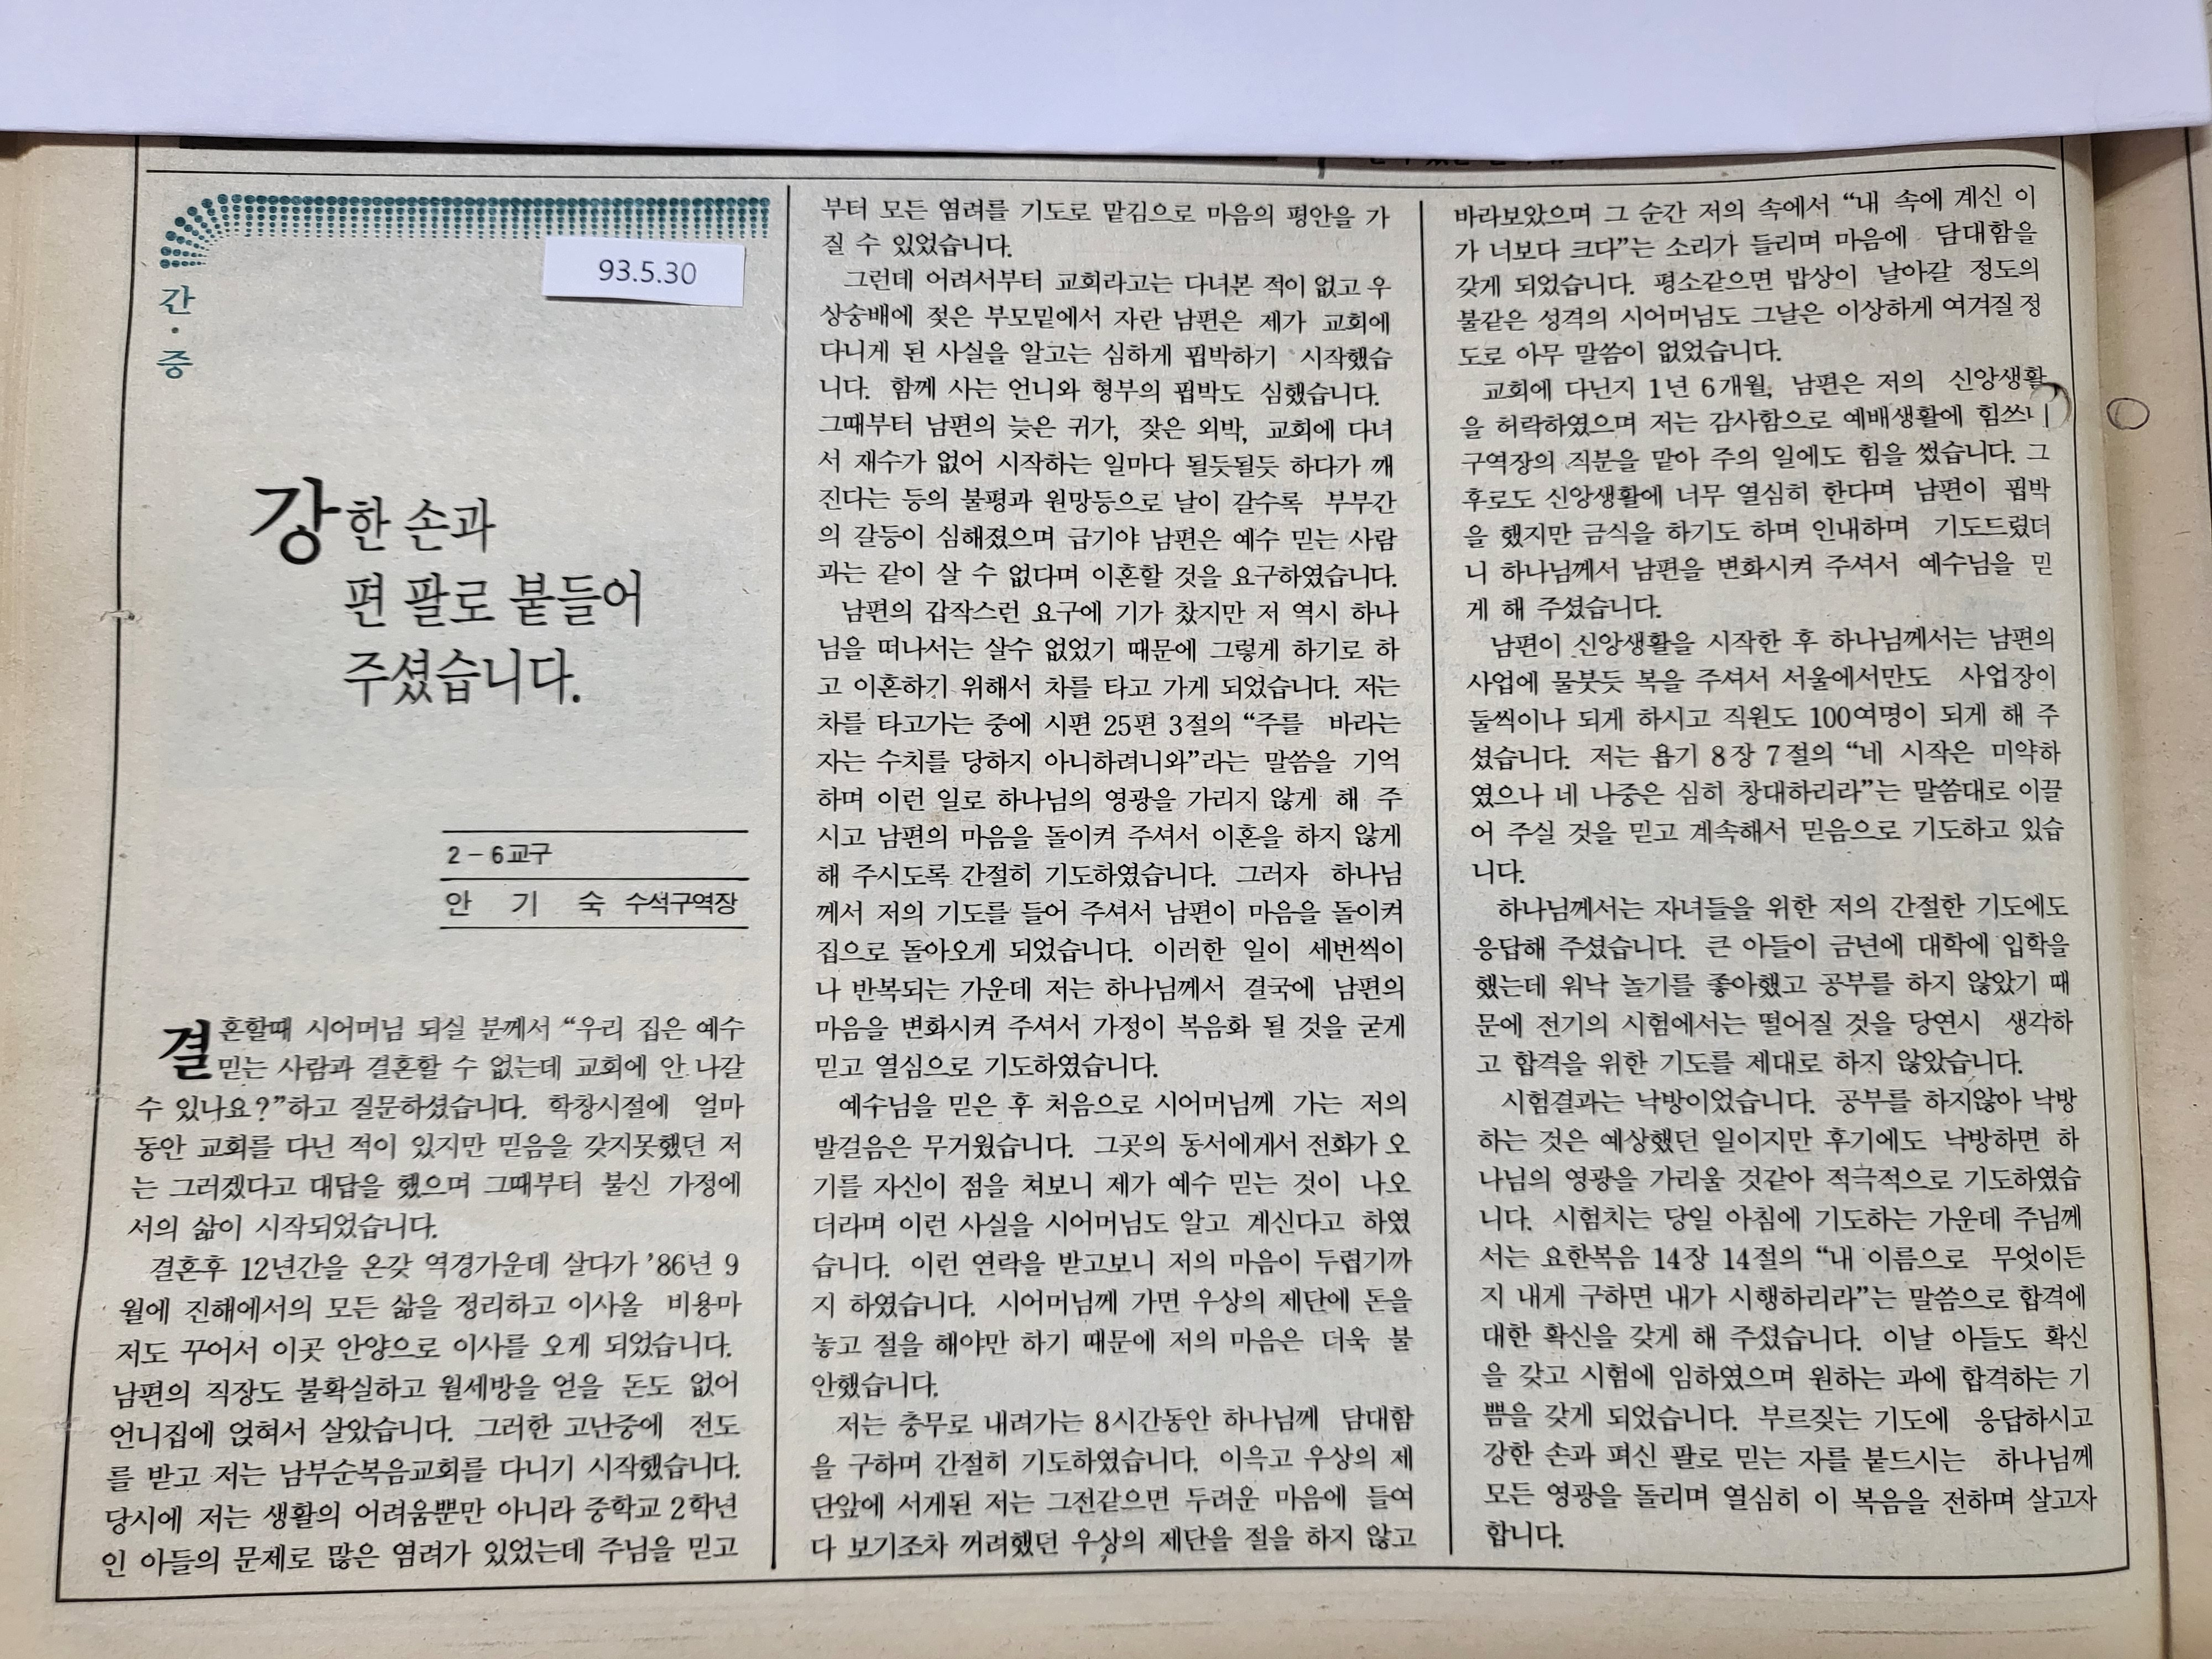 간·증
93.5.30
강한 손과
편 팔로 붙들어
주셨습니다.
2-6교구
안 기 숙 수석구역장
결혼할때 시어머님 되실 분께서 “우리 집은 예수
믿는 사람과 결혼할 수 없는데 교회에 안 나갈
수 있나요?”하고 질문하셨습니다. 학창시절에 얼마
동안 교회를 다닌 적이 있지만 믿음을 갖지못했던 저
는 그러겠다고 대답을 했으며 그때부터 불신 가정에
서의 삶이 시작되었습니다.
결혼후 12년간을 온갖 역경가운데 살다가 ’86년 9
월에 진해에서의 모든 삶을 정리하고 이사올 비용마
저도 꾸어서 이곳 안양으로 이사를 오게 되었습니다.
남편의 직장도 불확실하고 월세방을 얻을 돈도 없어
언니집에 얹혀서 살았습니다. 그러한 고난중에 전도
를 받고 저는 남부순복음교회를 다니기 시작했습니다.
당시에 저는 생활의 어려움뿐만 아니라 중학교 2학년
인 아들의 문제로 많은 염려가 있었는데 주님을 믿고
부터 모든 염려를 기도로 맡김으로 마음의 평안을 가
질 수 있었습니다.
그런데 어려서부터 교회라고는 다녀본 적이 없고 우
상숭배에 젖은 부모밑에서 자란 남편은 제가 교회에
다니게 된 사실을 알고는 심하게 핍박하기 시작했습
니다. 함께 사는 언니와 형부의 핍박도 심했습니다.
그때부터 남편의 늦은 귀가, 잦은 외박, 교회에 다녀
서 재수가 없어 시작하는 일마다 될듯될듯 하다가 깨
진다는 등의 불평과 원망등으로 날이 갈수록 부부간
의 갈등이 심해졌으며 급기야 남편은 예수 믿는 사람
과는 같이 살 수 없다며 이혼할 것을 요구하였습니다.
남편의 갑작스런 요구에 기가 찼지만 저 역시 하나
님을 떠나서는 살수 없었기 때문에 그렇게 하기로 하
고 이혼하기 위해서 차를 타고 가게 되었습니다. 저는
차를 타고가는 중에 시편 25편 3절의 “주를 바라는
자는 수치를 당하지 아니하려니와”라는 말씀을 기억
하며 이런 일로 하나님의 영광을 가리지 않게 해 주
시고 남편의 마음을 돌이켜 주셔서 이혼을 하지 않게
해 주시도록 간절히 기도하였습니다. 그러자 하나님
께서 저의 기도를 들어 주셔서 남편이 마음을 돌이켜
집으로 돌아오게 되었습니다. 이러한 일이 세번씩이
나 반복되는 가운데 저는 하나님께서 결국에 남편의
마음을 변화시켜 주셔서 가정이 복음화 될 것을 굳게
믿고 열심으로 기도하였습니다.
예수님을 믿은 후 처음으로 시어머님께 가는 저의
발걸음은 무거웠습니다. 그곳의 동서에게서 전화가 오
기를 자신이 점을 쳐보니 제가 예수 믿는 것이 나오
더라며 이런 사실을 시어머님도 알고 계신다고 하였
습니다. 이런 연락을 받고보니 저의 마음이 두렵기까
지 하였습니다. 시어머님께 가면 우상의 제단에 돈을
놓고 절을 해야만 하기 때문에 저의 마음은 더욱 불
안했습니다.
저는 충무로 내려가는 8시간동안 하나님께 담대함
을 구하며 간절히 기도하였습니다. 이윽고 우상의 제
단앞에 서게된 저는 그전같으면 두려운 마음에 들여
다 보기조차 꺼려했던 우상의 제단을 절을 하지 않고
바라보았으며 그 순간 저의 속에서 “내 속에 계신 이
가 너보다 크다”는 소리가 들리며 마음에 담대함을
갖게 되었습니다. 평소같으면 밥상이 날아갈 정도의
불같은 성격의 시어머님도 그날은 이상하게 여겨질 정
도로 아무 말씀이 없었습니다.
교회에 다닌지 1년 6개월, 남편은 저의 신앙생활
을 허락하였으며 저는 감사함으로 예배생활에 힘쓰니
구역장의 직분을 맡아 주의 일에도 힘을 썼습니다. 그
후로도 신앙생활에 너무 열심히 한다며 남편이 핍박
을 했지만 금식을 하기도 하며 인내하며 기도드렸더
니 하나님께서 남편을 변화시켜 주셔서 예수님을 믿
게 해 주셨습니다.
남편이 신앙생활을 시작한 후 하나님께서는 남편의
사업에 물붓듯 복을 주셔서 서울에서만도 사업장이
둘씩이나 되게 하시고 직원도 100여명이 되게 해 주
셨습니다. 저는 욥기 8장 7절의 “네 시작은 미약하
였으나 네 나중은 심히 창대하리라”는 말씀대로 이끌
어 주실 것을 믿고 계속해서 믿음으로 기도하고 있습
니다.
하나님께서는 자녀들을 위한 저의 간절한 기도에도
응답해 주셨습니다. 큰 아들이 금년에 대학에 입학을
했는데 워낙 놀기를 좋아했고 공부를 하지 않았기 때
문에 전기의 시험에서는 떨어질 것을 당연시 생각하
고 합격을 위한 기도를 제대로 하지 않았습니다.
시험결과는 낙방이었습니다. 공부를 하지않아 낙방
하는 것은 예상했던 일이지만 후기에도 낙방하면 하
나님의 영광을 가리울 것같아 적극적으로 기도하였습
니다. 시험치는 당일 아침에 기도하는 가운데 주님께
서는 요한복음 14장 14절의 “내 이름으로 무엇이든
지 내게 구하면 내가 시행하리라”는 말씀으로 합격에
대한 확신을 갖게 해 주셨습니다. 이날 아들도 확신
을 갖고 시험에 임하였으며 원하는 과에 합격하는 기
쁨을 갖게 되었습니다. 부르짖는 기도에 응답하시고
강한 손과 펴신 팔로 믿는 자를 붙드시는 하나님께
모든 영광을 돌리며 열심히 이 복음을 전하며 살고자
합니다.